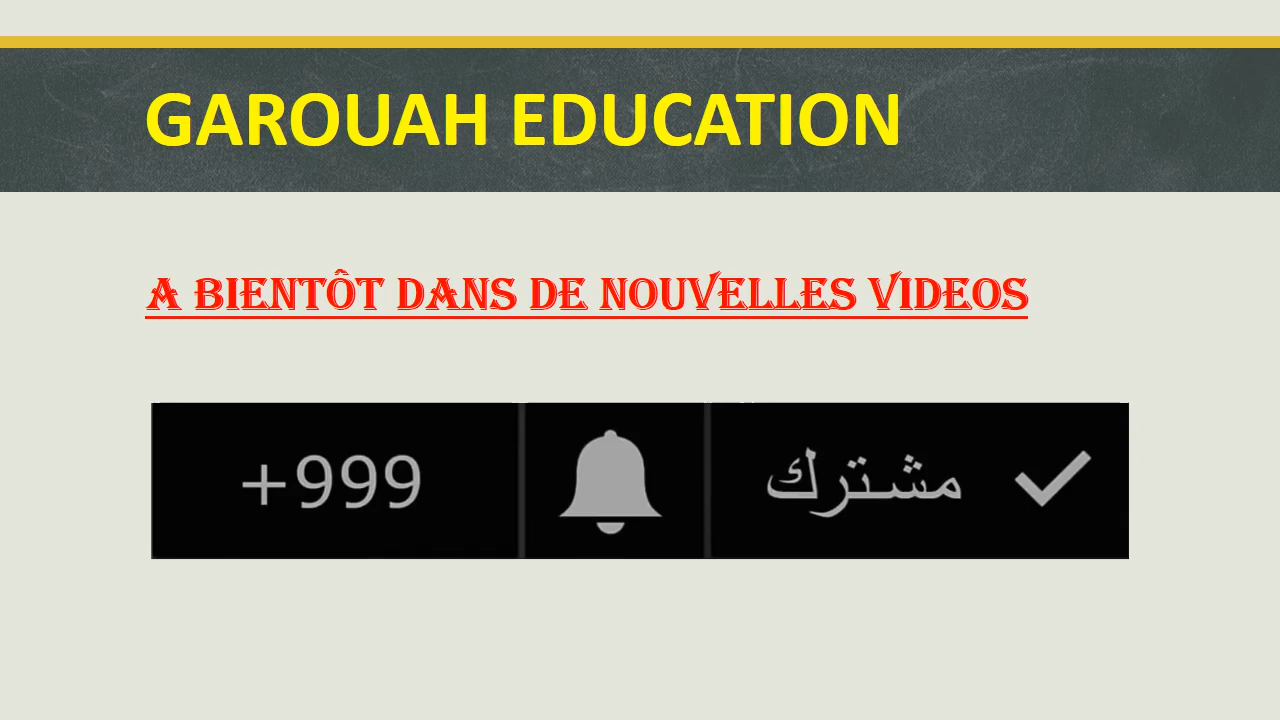 GAROUAH EDUCATION
A BIENTÔT DANS DE NOUVELLES VIDEOS
+999 مشترك